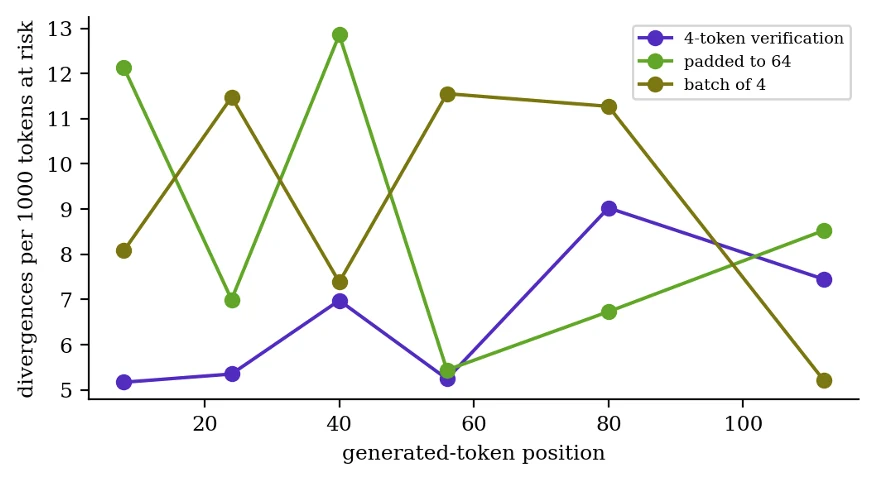 divergences per 1000 tokens at risk
13
12
11
10
9
8
7
6
5
4-token verification
padded to 64
batch of 4
20 40 60 80 100
generated-token position